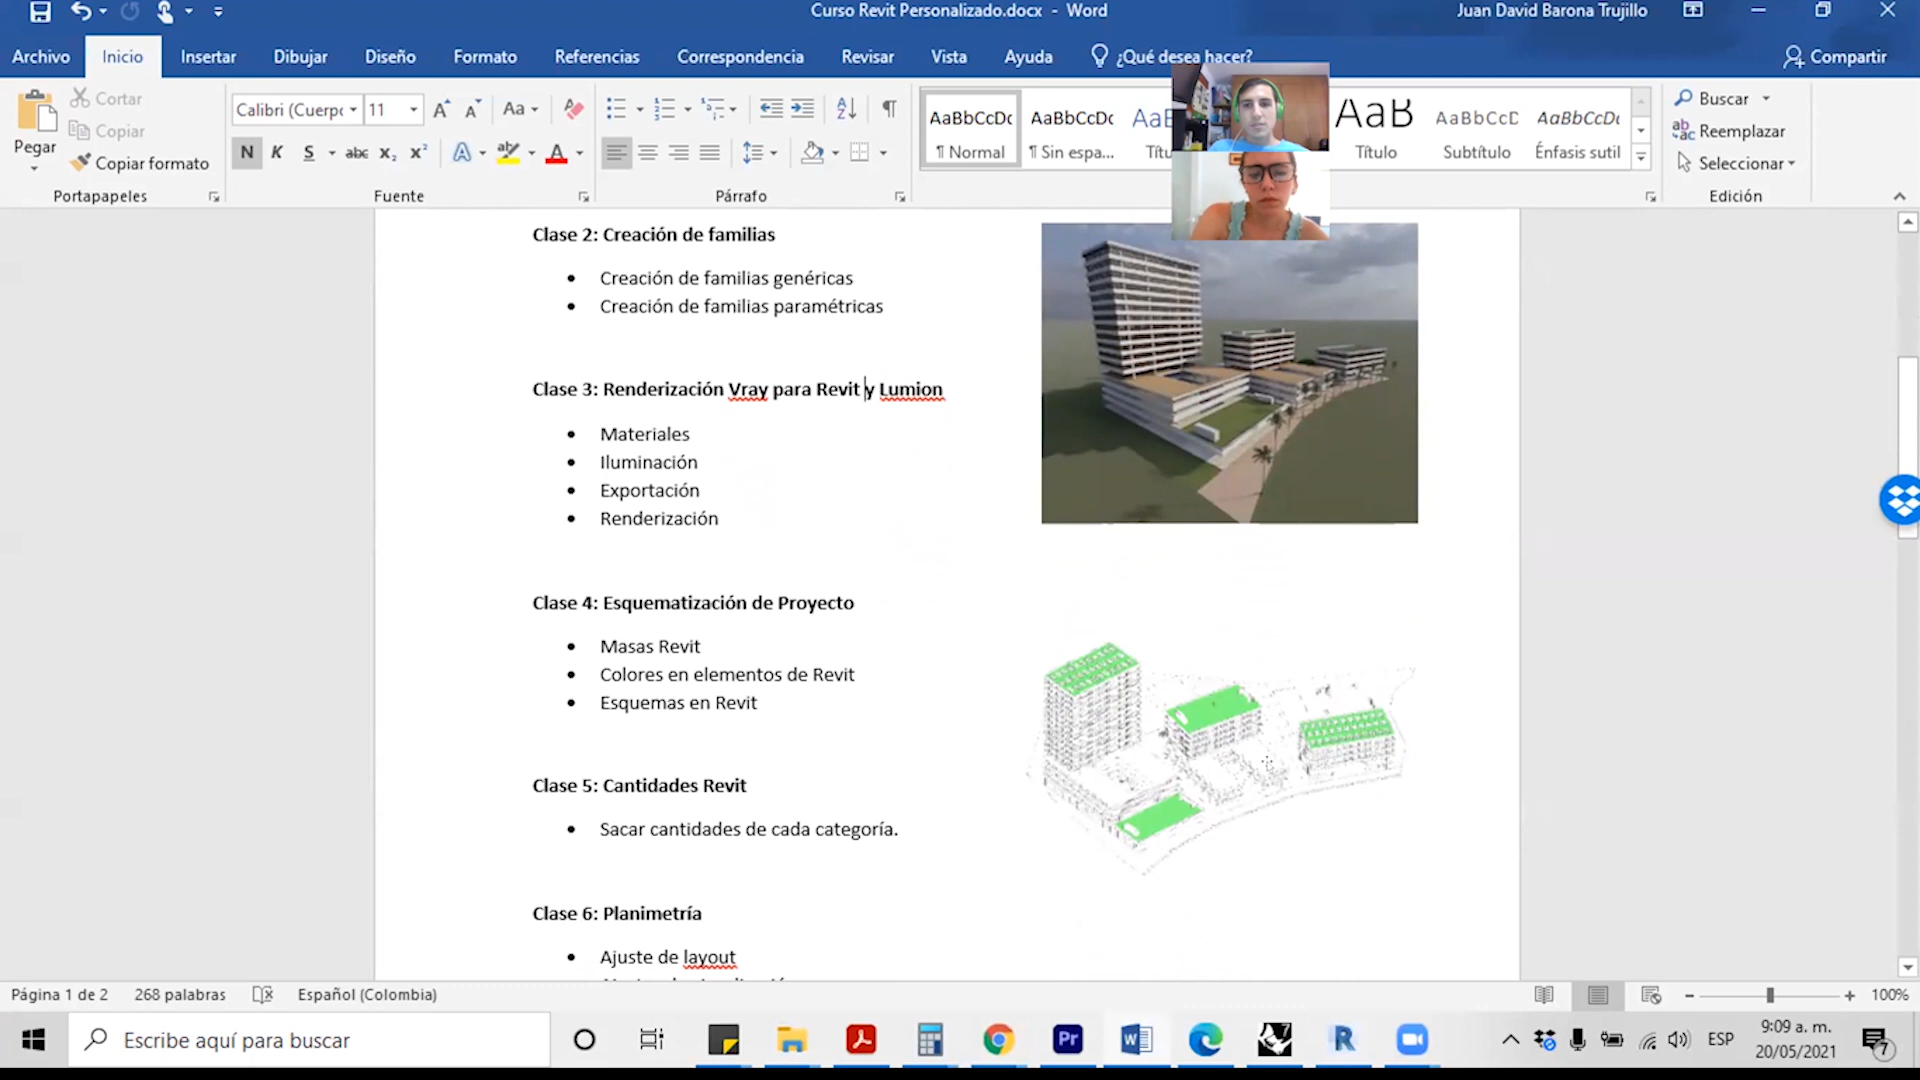 Curso Revit Personalizado.docx - Word
Juan David Barona Trujillo
Archivo
Inicio
Insertar
Dibujar
Diseño
Formato
Referencias
Correspondencia
Revisar
Vista
Ayuda
¿Qué desea hacer?
Compartir
Pegar
Cortar
Copiar
Copiar formato
Portapapeles
Calibri (Cuerpo
11
Aa
N K S abc x₂ x²
Fuente
Párrafo
AaBbCcDc
¶ Normal
AaBbCcDc
¶ Sin espa...
AaB
Título
AaBbCcD
Subtítulo
AaBbCcDc
Énfasis sutil
Buscar
Reemplazar
Seleccionar
Edición
Clase 2: Creación de familias
• Creación de familias genéricas
• Creación de familias paramétricas
Clase 3: Renderización Vray para Revit y Lumion
• Materiales
• Iluminación
• Exportación
• Renderización
Clase 4: Esquematización de Proyecto
• Masas Revit
• Colores en elementos de Revit
• Esquemas en Revit
Clase 5: Cantidades Revit
• Sacar cantidades de cada categoría.
Clase 6: Planimetría
• Ajuste de layout
Página 1 de 2
268 palabras
Español (Colombia)
100%
Escribe aquí para buscar
Pr
R
ESP
9:09 a. m.
20/05/2021
7